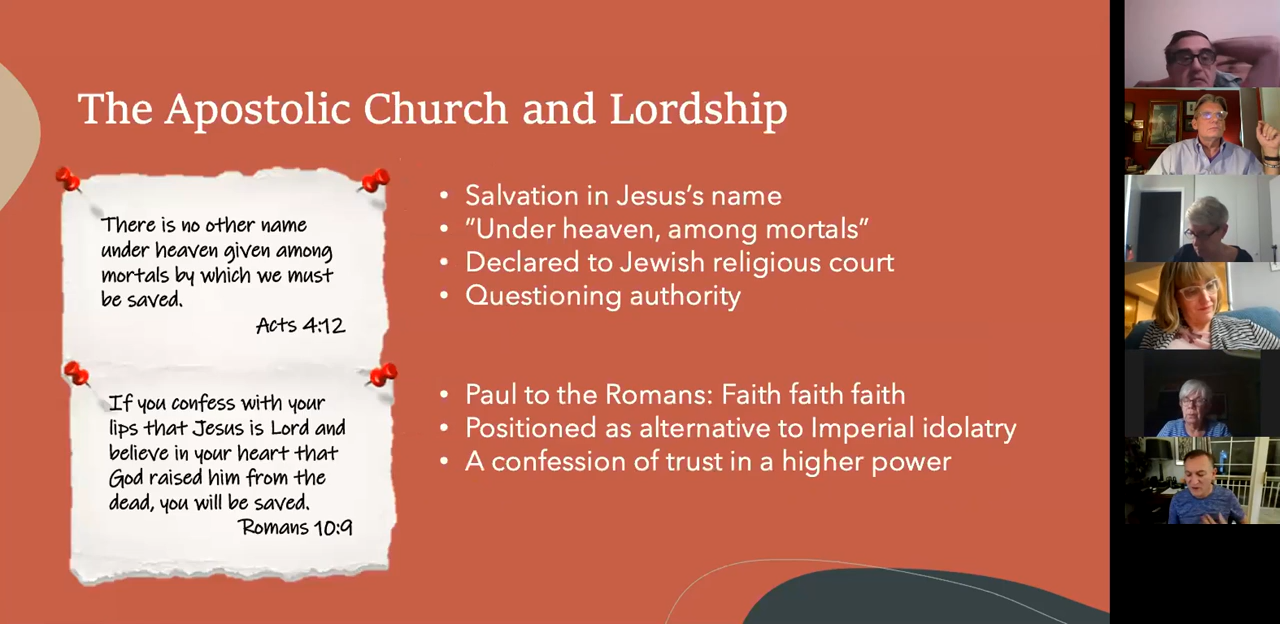 The Apostolic Church and Lordship
There is no other name
under heaven given among
mortals by which we must
be saved.
Acts 4:12
If you confess with your
lips that Jesus is Lord and
believe in your heart that
God raised him from the
dead, you will be saved.
Romans 10:9
• Salvation in Jesus’s name
• ”Under heaven, among mortals”
• Declared to Jewish religious court
• Questioning authority
• Paul to the Romans: Faith faith faith
• Positioned as alternative to Imperial idolatry
• A confession of trust in a higher power